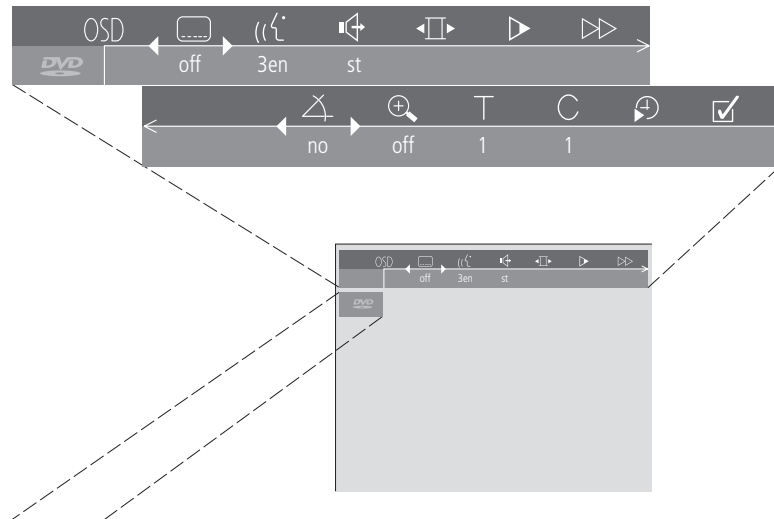 OSD
DVD off 3en st
T C
no off 1 1
OSD
off 3en st
DVD